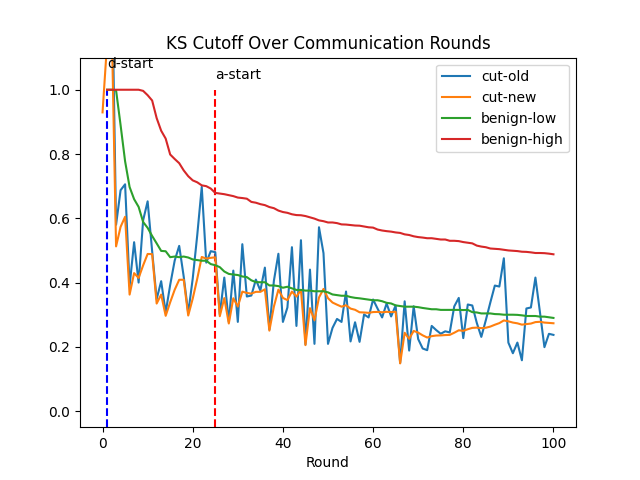 KS Cutoff Over Communication Rounds
d-start
a-start
cut-old
cut-new
benign-low
benign-high
1.0
0.8
0.6
0.4
0.2
0.0
0 20 40 60 80 100
Round